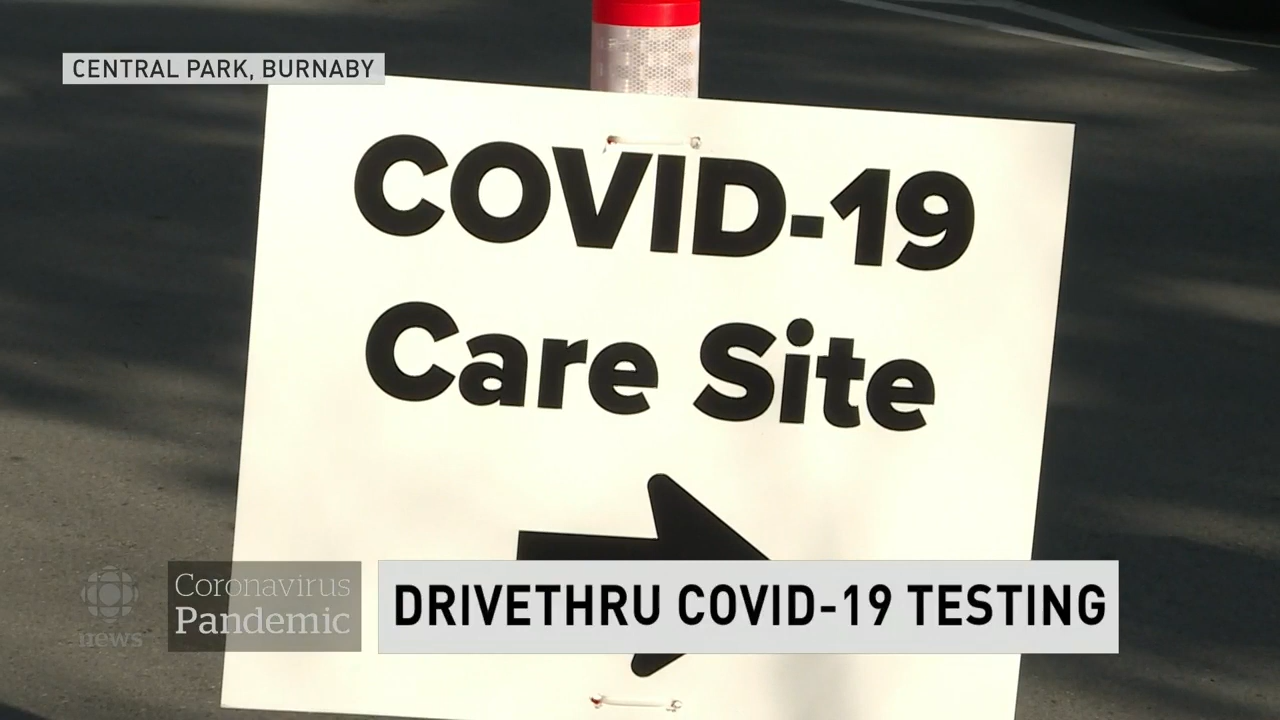 CENTRAL PARK, BURNABY
COVID-19
Care Site
Coronavirus
Pandemic
DRIVETHRU COVID-19 TESTING
news